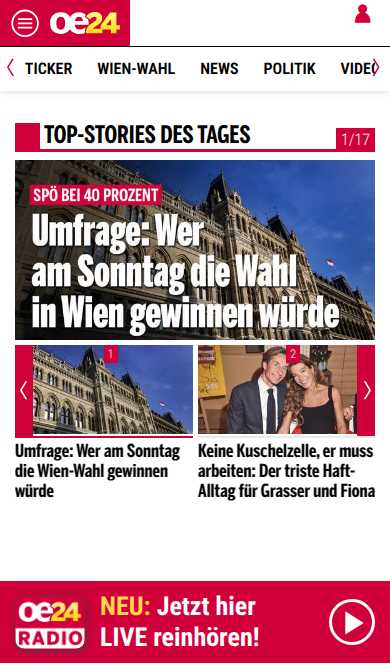 oe24
TICKER WIEN-WAHL NEWS POLITIK VIDEO
TOP-STORIES DES TAGES
1/17
SPÖ BEI 40 PROZENT
Umfrage: Wer
am Sonntag die Wahl
in Wien gewinnen würde
1
2
Umfrage: Wer am Sonntag
die Wien-Wahl gewinnen
würde
Keine Kuschelzelle, er muss
arbeiten: Der triste Haft-
Alltag für Grasser und Fiona
oe24
RADIO
NEU: Jetzt hier
LIVE reinhören!